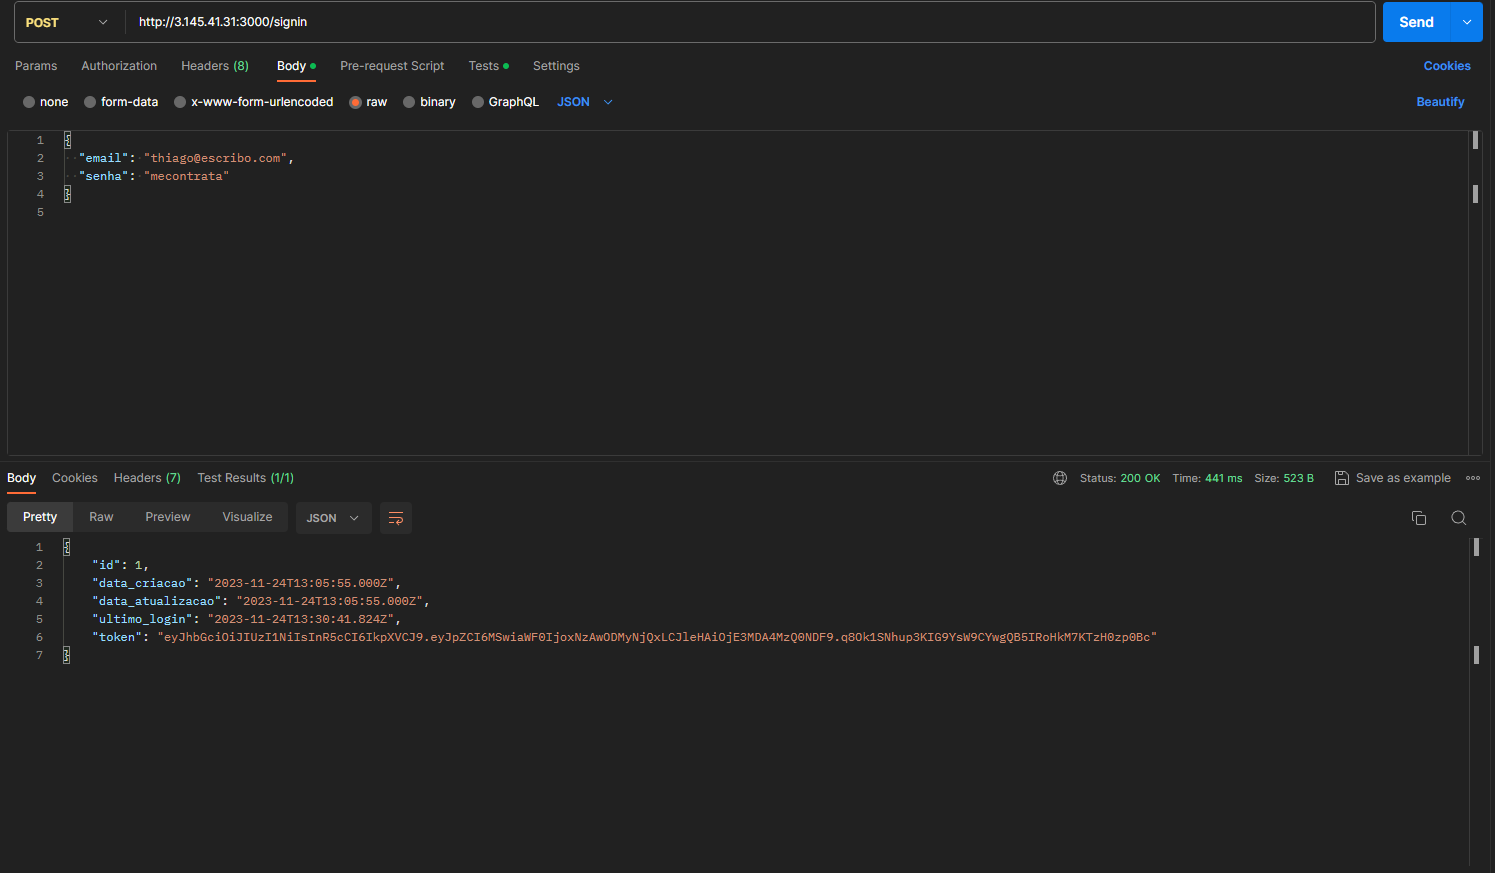 POST http://3.145.41.31:3000/signin Send
Params Authorization Headers (8) Body Pre-request Script Tests Settings Cookies
none form-data x-www-form-urlencoded raw binary GraphQL JSON Beautify
1 {
2 "email": "thiago@escribo.com",
3 "senha": "mecontrata"
4 }
5
Body Cookies Headers (7) Test Results (1/1) Status: 200 OK Time: 441 ms Size: 523 B Save as example
Pretty Raw Preview Visualize JSON
1 {
2 "id": 1,
3 "data_criacao": "2023-11-24T13:05:55.000Z",
4 "data_atualizacao": "2023-11-24T13:05:55.000Z",
5 "ultimo_login": "2023-11-24T13:30:41.824Z",
6 "token": "eyJhbGciOiJIUzI1NiIsInR5cCI6IkpXVCJ9.eyJpZCI6MSwiaWF0IjoxNzAwODMyNjQxLCJleHAiOjE3MDA4MzQ0NDF9.q8Ok1SNhup3KIG9YsW9CYwgQB5IRoHkM7KTzH0zp0Bc"
7 }